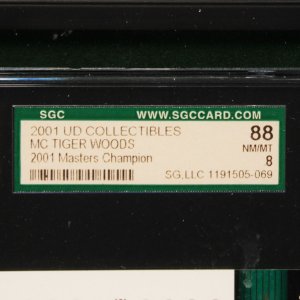 SGC WWW.SGCCARD.COM
2001 UD COLLECTIBLES 88
MC TIGER WOODS NM/MT
2001 Masters Champion 8
SG,LLC 1191505-069